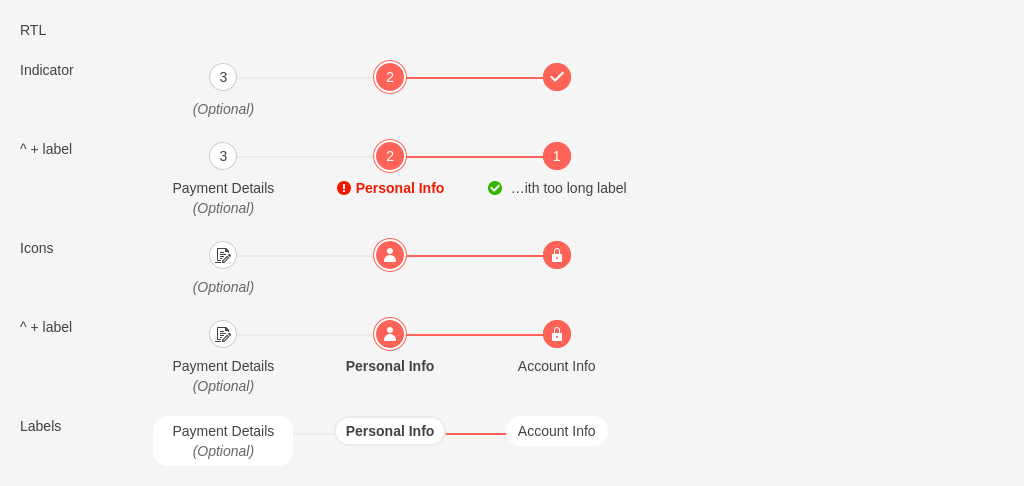 RTL
Indicator
3 2
(Optional)
^ + label
3 2 1
Payment Details Personal Info …ith too long label
(Optional)
Icons
(Optional)
^ + label
Payment Details Personal Info Account Info
(Optional)
Labels
Payment Details Personal Info Account Info
(Optional)